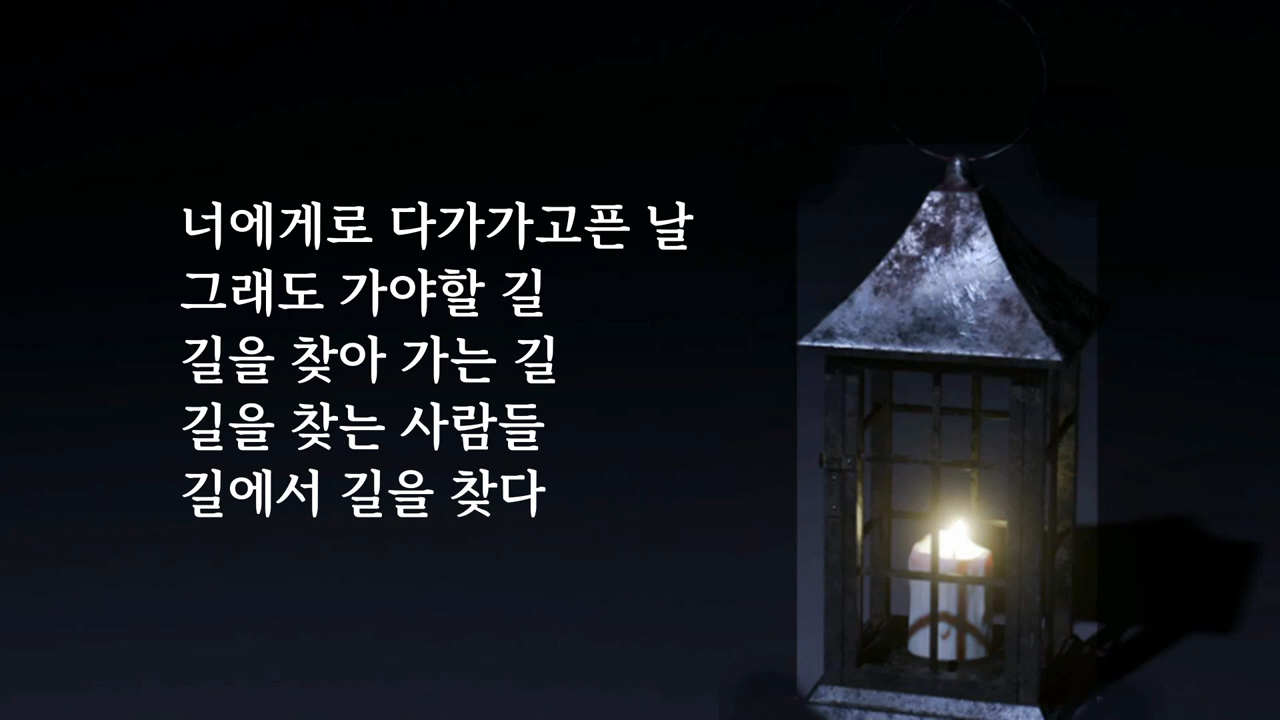 너에게로 다가가고픈 날
그래도 가야할 길
길을 찾아 가는 길
길을 찾는 사람들
길에서 길을 찾다